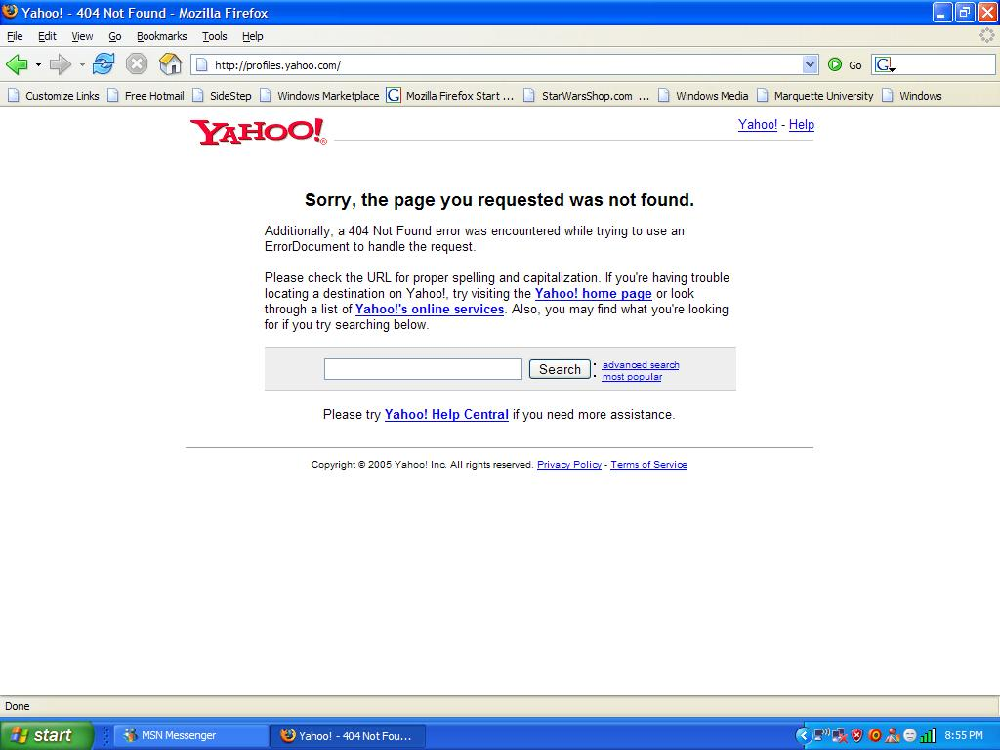 Yahoo! - 404 Not Found - Mozilla Firefox
File Edit View Go Bookmarks Tools Help
http://profiles.yahoo.com/ Go G
Customize Links Free Hotmail SideStep Windows Marketplace G Mozilla Firefox Start ... StarWarsShop.com ... Windows Media Marquette University Windows
YAHOO!® Yahoo! - Help
Sorry, the page you requested was not found.
Additionally, a 404 Not Found error was encountered while trying to use an
ErrorDocument to handle the request.
Please check the URL for proper spelling and capitalization. If you're having trouble
locating a destination on Yahoo!, try visiting the Yahoo! home page or look
through a list of Yahoo!'s online services. Also, you may find what you're looking
for if you try searching below.
Search : advanced search
most popular
Please try Yahoo! Help Central if you need more assistance.
Copyright © 2005 Yahoo! Inc. All rights reserved. Privacy Policy - Terms of Service
Done
start MSN Messenger Yahoo! - 404 Not Fou... 8:55 PM